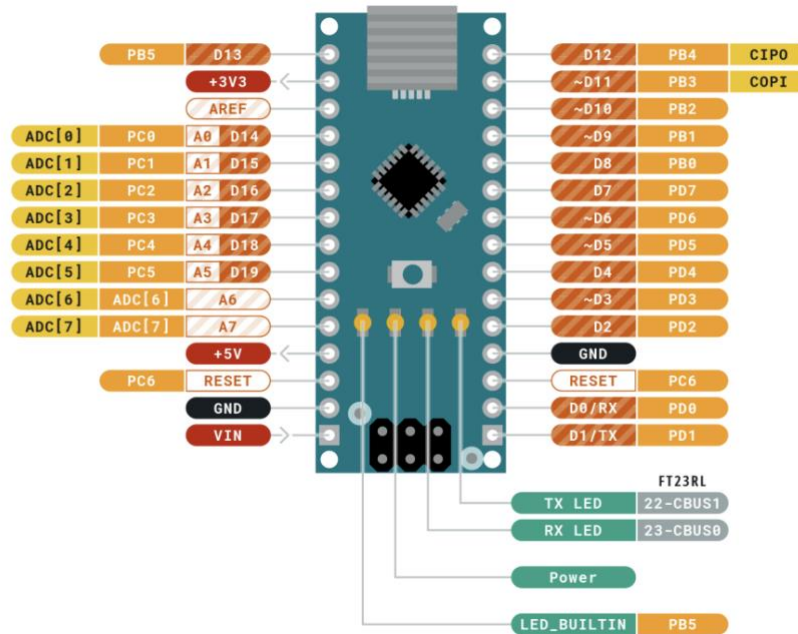 PB5 D13 D12 PB4 CIPO
+3V3 ~D11 PB3 COPI
AREF ~D10 PB2
ADC[0] PC0 A0 D14 ~D9 PB1
ADC[1] PC1 A1 D15 D8 PB0
ADC[2] PC2 A2 D16 D7 PD7
ADC[3] PC3 A3 D17 ~D6 PD6
ADC[4] PC4 A4 D18 ~D5 PD5
ADC[5] PC5 A5 D19 D4 PD4
ADC[6] ADC[6] A6 ~D3 PD3
ADC[7] ADC[7] A7 D2 PD2
+5V GND
PC6 RESET RESET PC6
GND D0/RX PD0
VIN D1/TX PD1
FT23RL
TX LED 22-CBUS1
RX LED 23-CBUS0
Power
LED_BUILTIN PB5